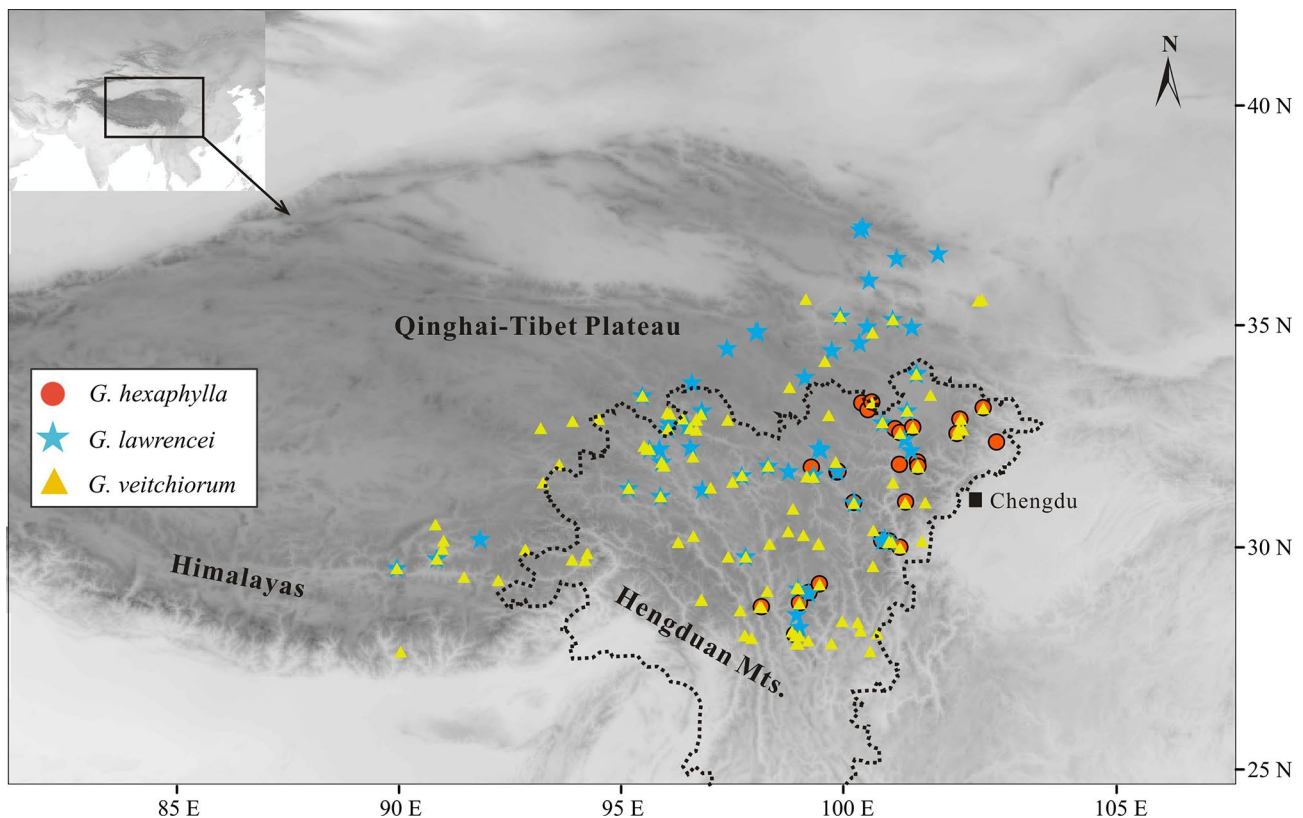 N
40 N
Qinghai-Tibet Plateau
35 N
G. hexaphylla
G. lawrencei
G. veitchiorum
Chengdu
30 N
Himalayas
Hengduan Mts.
25 N
85 E
90 E
95 E
100 E
105 E